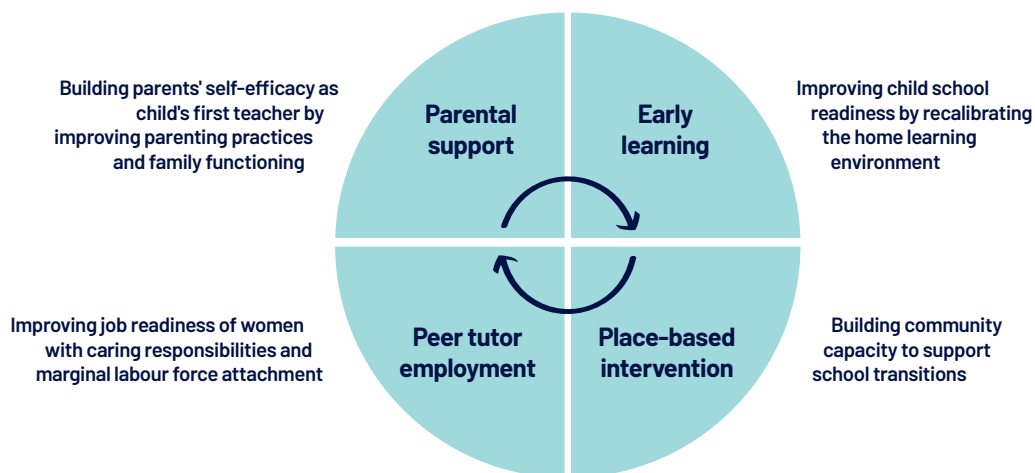 Building parents' self-efficacy as
child's first teacher by
improving parenting practices
and family functioning
Parental
support
Early
learning
Improving child school
readiness by recalibrating
the home learning
environment
Improving job readiness of women
with caring responsibilities and
marginal labour force attachment
Peer tutor
employment
Place-based
intervention
Building community
capacity to support
school transitions